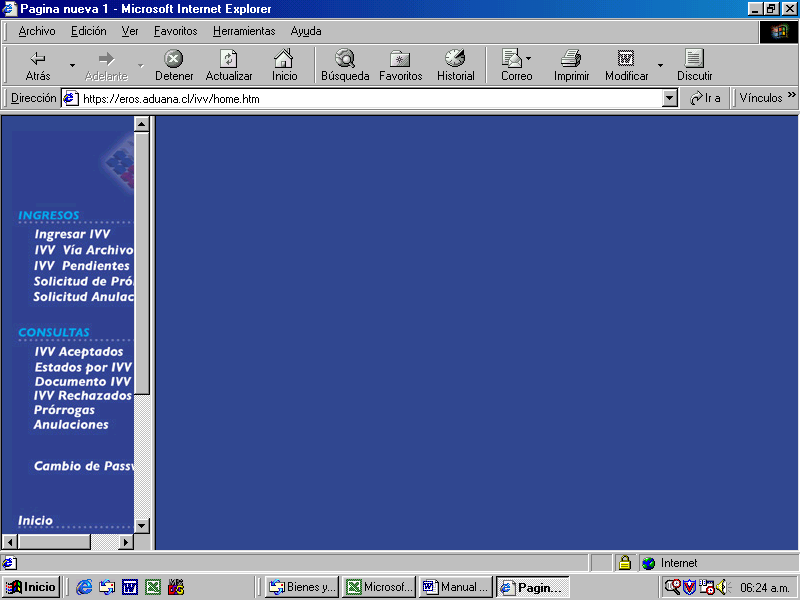 Pagina nueva 1 - Microsoft Internet Explorer
Archivo Edición Ver Favoritos Herramientas Ayuda
Atrás Adelante Detener Actualizar Inicio Búsqueda Favoritos Historial Correo Imprimir Modificar Discutir
Dirección https://eros.aduana.cl/ivv/home.htm Ir a Vínculos »
INGRESOS
Ingresar IVV
IVV Vía Archivo
IVV Pendientes
Solicitud de Pró
Solicitud Anulac
CONSULTAS
IVV Aceptados
Estados por IVV
Documento IVV
IVV Rechazados
Prórrogas
Anulaciones
Cambio de Pass
Inicio
Internet
Inicio Bienes y... Microsof... Manual ... Pagin... 06:24 a.m.